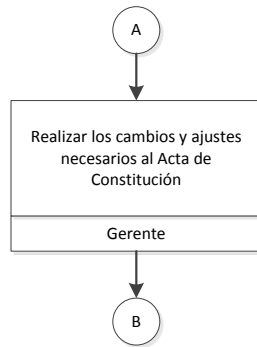 A
Realizar los cambios y ajustes
necesarios al Acta de
Constitución
Gerente
B